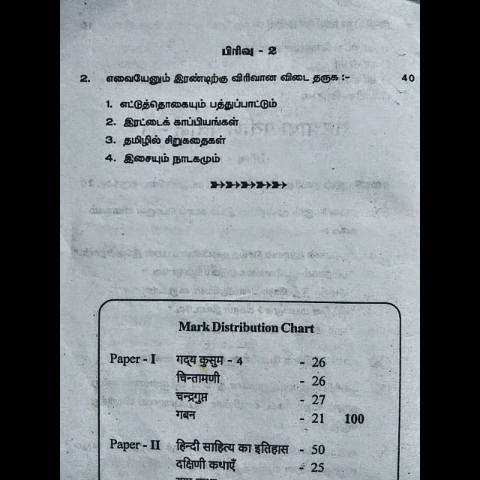 பிரிவு - 2
2. எவையேனும் இரண்டிற்கு விரிவான விடை தருக :- 40
1. எட்டுத்தொகையும் பத்துப்பாட்டும்
2. இரட்டைக் காப்பியங்கள்
3. தமிழில் சிறுகதைகள்
4. இசையும் நாடகமும்
Mark Distribution Chart
Paper - I गद्य कुसुम - 4 - 26
चिन्तामणी - 26
चन्द्रगुप्त - 27
गबन - 21 100
Paper - II हिन्दी साहित्य का इतिहास - 50
दक्षिणी कथाएँ - 25